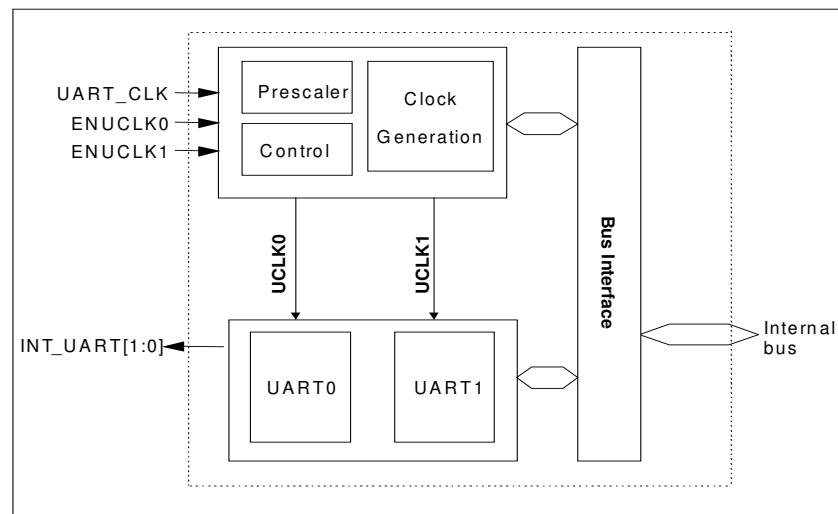 UART_CLK
ENUCLK0
ENUCLK1
Prescaler
Control
Clock
Generation
UCLK0
UCLK1
Bus Interface
INT_UART[1:0]
UART0
UART1
Internal
bus